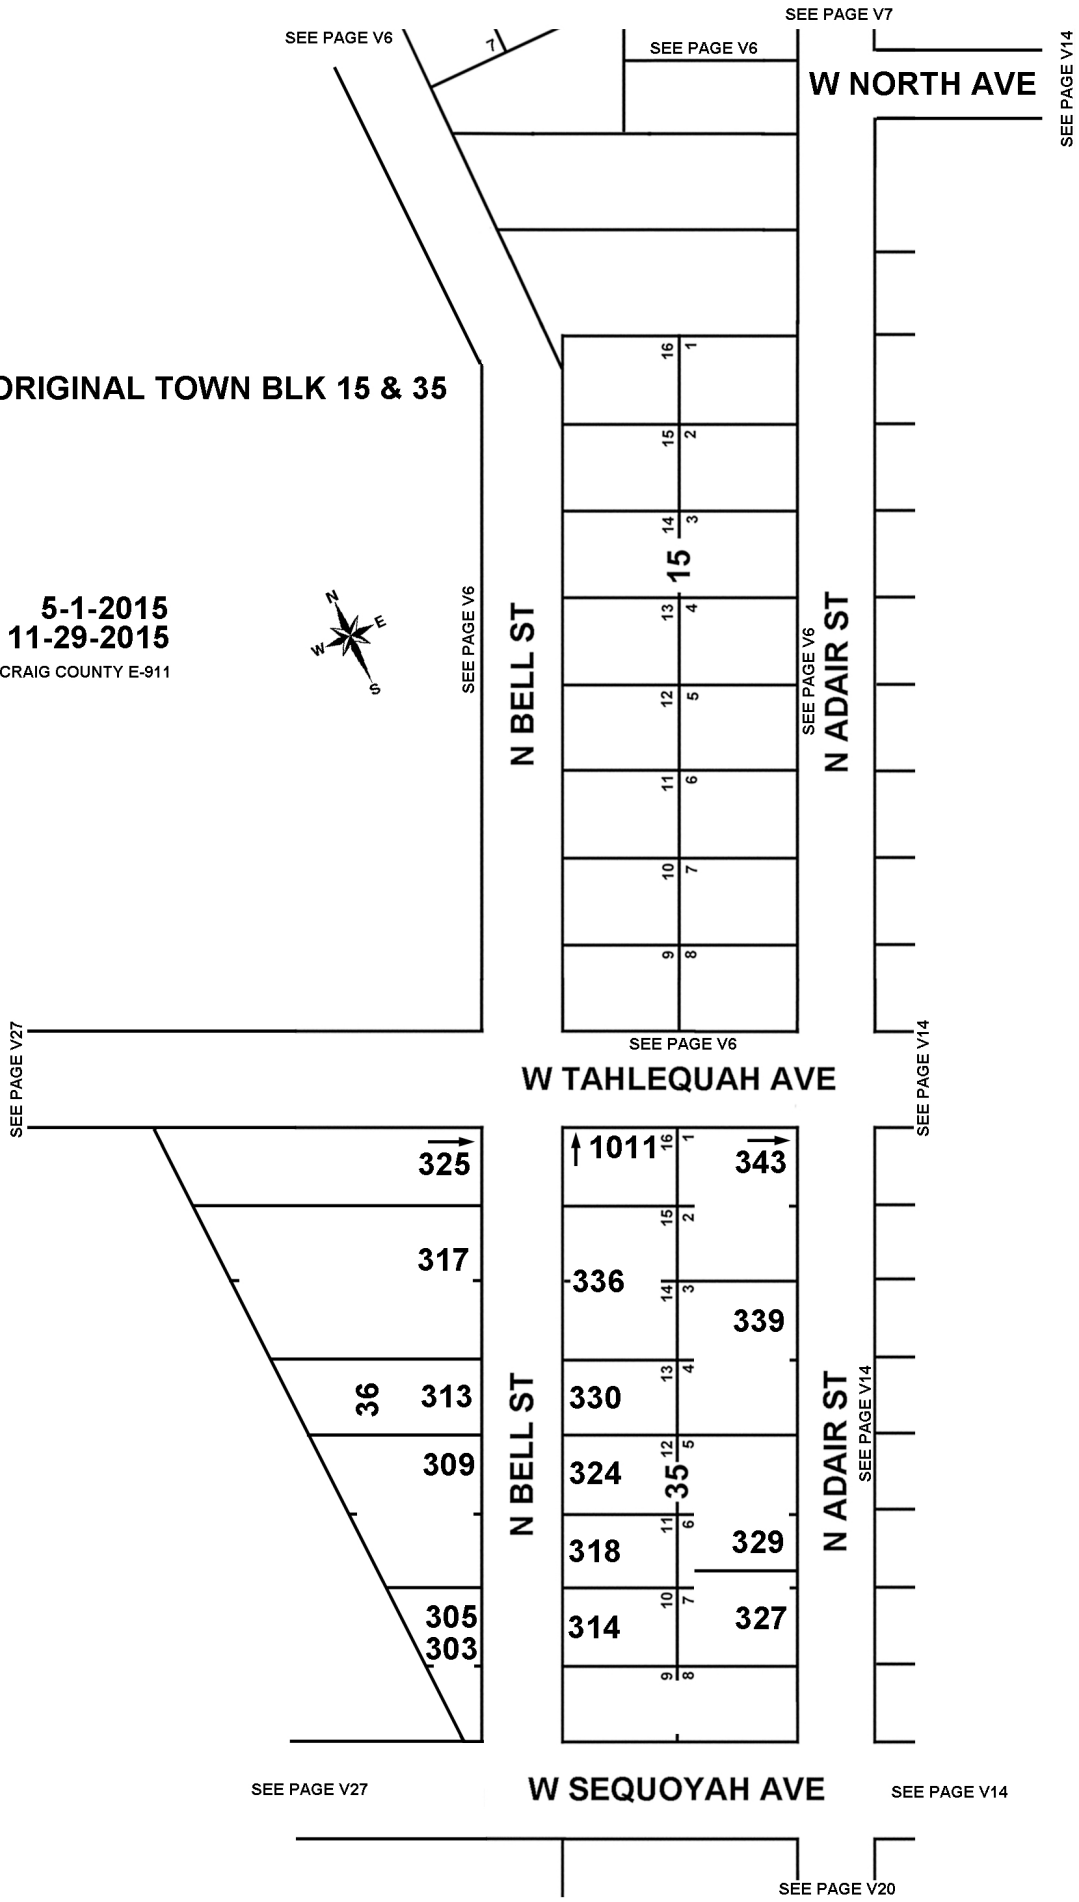 SEE PAGE V7
SEE PAGE V6
7
SEE PAGE V6
W NORTH AVE
SEE PAGE V14
ORIGINAL TOWN BLK 15 & 35
16 1
15 2
14 3
15
13 4
12 5
11 6
10 7
9 8
5-1-2015
11-29-2015
CRAIG COUNTY E-911
N
E
W
S
SEE PAGE V6
N BELL ST
SEE PAGE V6
N ADAIR ST
SEE PAGE V27
SEE PAGE V6
W TAHLEQUAH AVE
SEE PAGE V14
325
1011
16 1
343
317
15 2
336
14 3
339
36
313
330
13 4
309
324
12 5
35
N BELL ST
N ADAIR ST
SEE PAGE V14
318
11 6
329
305
303
314
10 7
327
9 8
SEE PAGE V27
W SEQUOYAH AVE
SEE PAGE V14
SEE PAGE V20